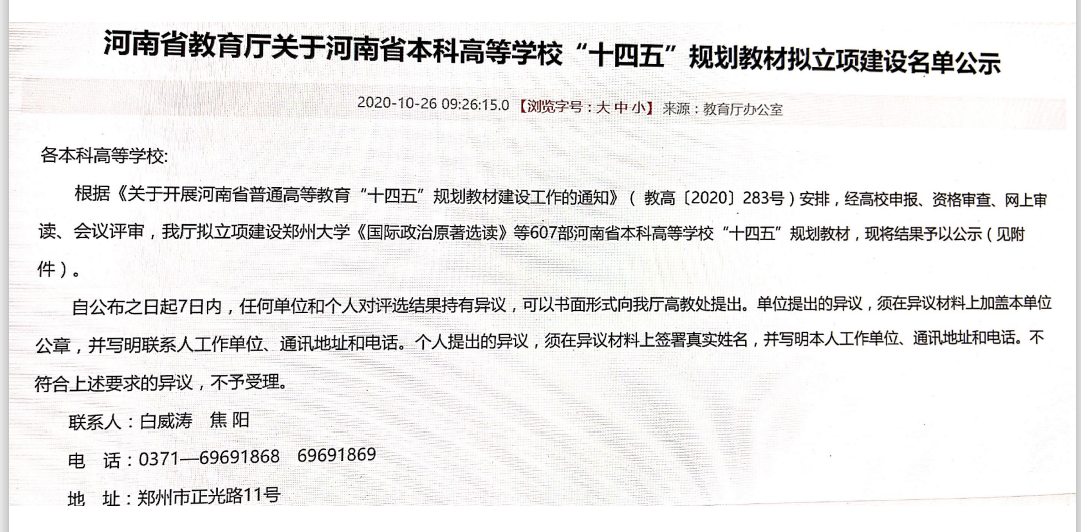 河南省教育厅关于河南省本科高等学校“十四五”规划教材拟立项建设名单公示
2020-10-26 09:26:15.0 【浏览字号：大 中 小】 来源：教育厅办公室
各本科高等学校:
根据《关于开展河南省普通高等教育“十四五”规划教材建设工作的通知》（ 教高〔2020〕283号）安排，经高校申报、资格审查、网上审
读、会议评审，我厅拟立项建设郑州大学《国际政治原著选读》等607部河南省本科高等学校“十四五”规划教材，现将结果予以公示（见附
件）。
自公布之日起7日内，任何单位和个人对评选结果持有异议，可以书面形式向我厅高教处提出。单位提出的异议，须在异议材料上加盖本单位
公章，并写明联系人工作单位、通讯地址和电话。个人提出的异议，须在异议材料上签署真实姓名，并写明本人工作单位、通讯地址和电话。不
符合上述要求的异议，不予受理。
联系人：白威涛 焦 阳
电 话：0371—69691868 69691869
地 址：郑州市正光路11号